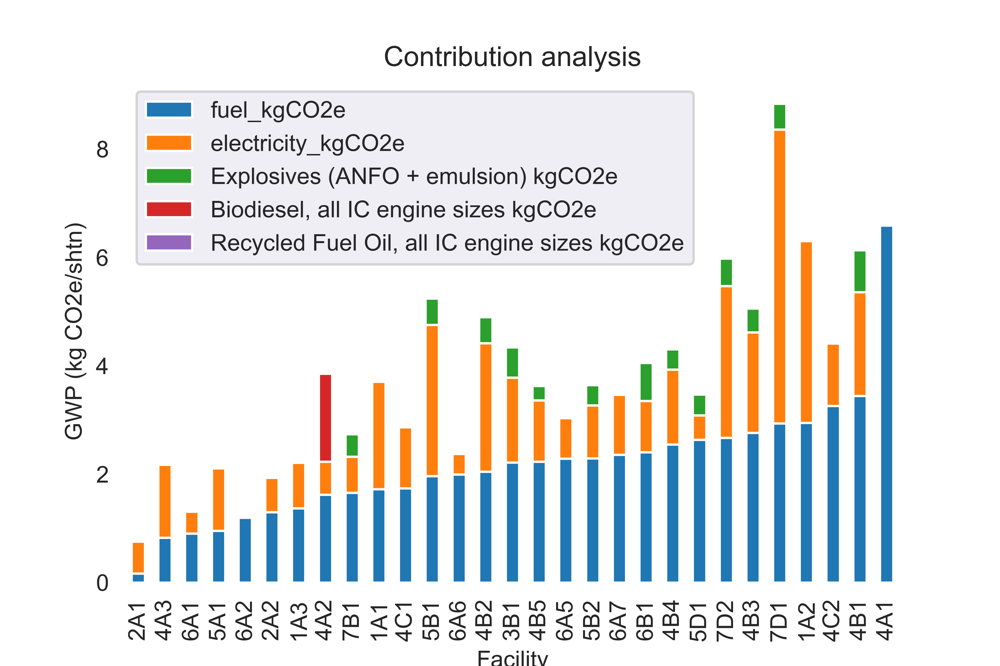 Contribution analysis
fuel_kgCO2e
electricity_kgCO2e
Explosives (ANFO + emulsion) kgCO2e
Biodiesel, all IC engine sizes kgCO2e
Recycled Fuel Oil, all IC engine sizes kgCO2e
GWP (kg CO2e/shtn)
8
6
4
2
0
2A1
4A3
6A1
5A1
6A2
2A2
1A3
4A2
7B1
1A1
4C1
5B1
6A6
4B2
3B1
4B5
6A5
5B2
6A7
6B1
4B4
5D1
7D2
4B3
7D1
1A2
4C2
4B1
4A1
Facility